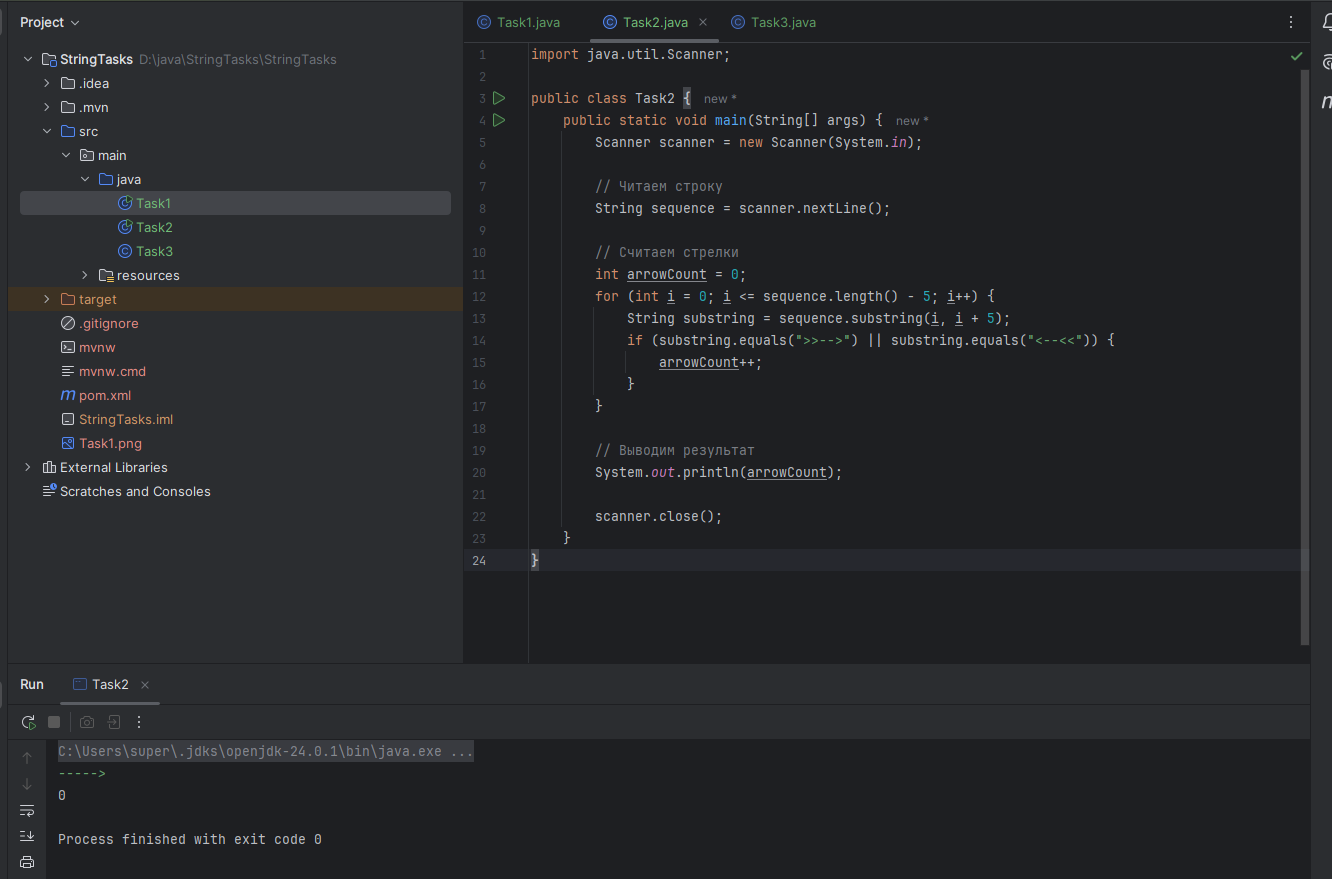 Project
StringTasks D:\java\StringTasks\StringTasks
.idea
.mvn
src
main
java
Task1
Task2
Task3
resources
target
.gitignore
mvnw
mvnw.cmd
pom.xml
StringTasks.iml
Task1.png
External Libraries
Scratches and Consoles
Task1.java Task2.java Task3.java
1 import java.util.Scanner;
2
3 public class Task2 { new *
4 public static void main(String[] args) { new *
5 Scanner scanner = new Scanner(System.in);
6
7 // Читаем строку
8 String sequence = scanner.nextLine();
9
10 // Считаем стрелки
11 int arrowCount = 0;
12 for (int i = 0; i <= sequence.length() - 5; i++) {
13 String substring = sequence.substring(i, i + 5);
14 if (substring.equals(">>-->") || substring.equals("<--<<")) {
15 arrowCount++;
16 }
17 }
18
19 // Выводим результат
20 System.out.println(arrowCount);
21
22 scanner.close();
23 }
24 }
Run Task2
C:\Users\super\.jdks\openjdk-24.0.1\bin\java.exe ...
----->
0
Process finished with exit code 0